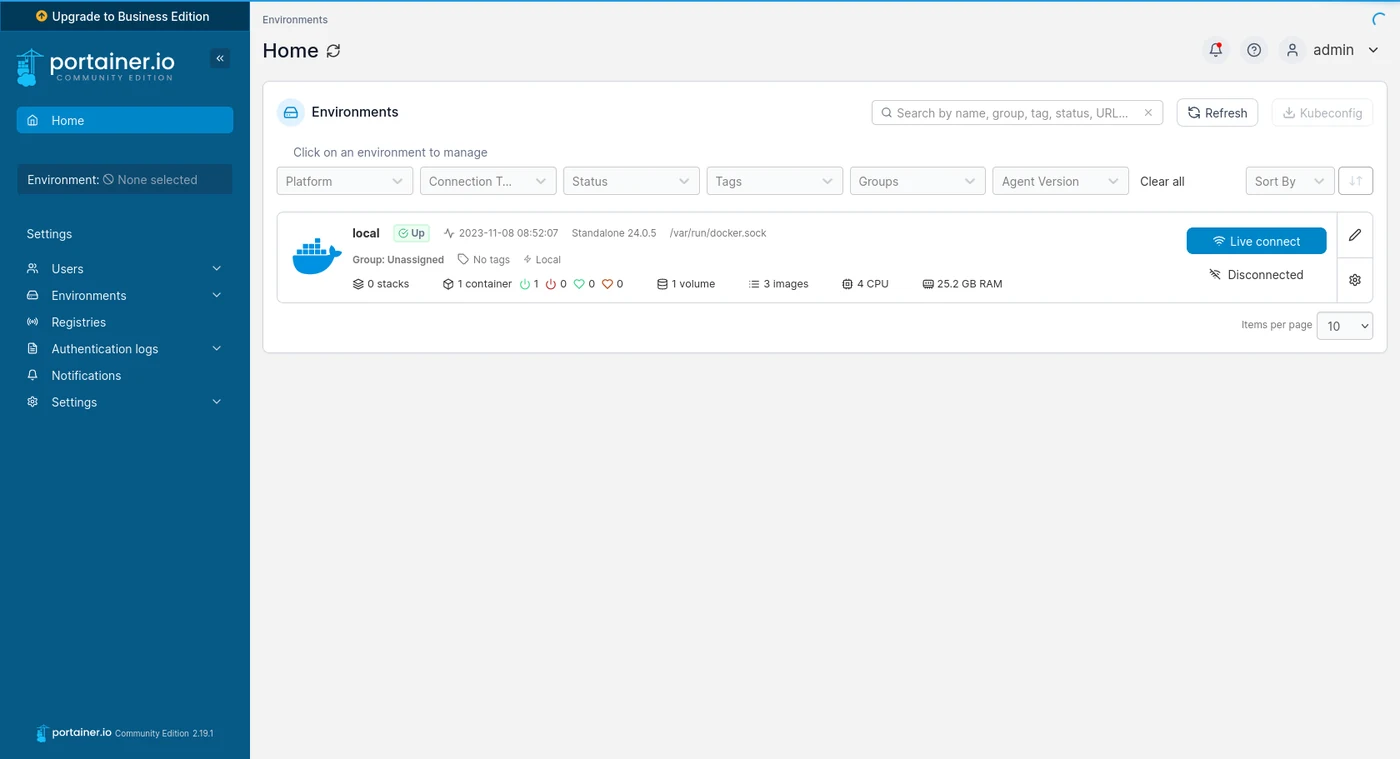 Upgrade to Business Edition
portainer.io
COMMUNITY EDITION
Home
Environment: None selected
Settings
Users
Environments
Registries
Authentication logs
Notifications
Settings
portainer.io Community Edition 2.19.1
Environments
Home
admin
Environments
Search by name, group, tag, status, URL...
Refresh
Kubeconfig
Click on an environment to manage
Platform
Connection T...
Status
Tags
Groups
Agent Version
Clear all
Sort By
local Up 2023-11-08 08:52:07 Standalone 24.0.5 /var/run/docker.sock
Group: Unassigned No tags Local
0 stacks 1 container 1 0 0 0 1 volume 3 images 4 CPU 25.2 GB RAM
Live connect
Disconnected
Items per page 10